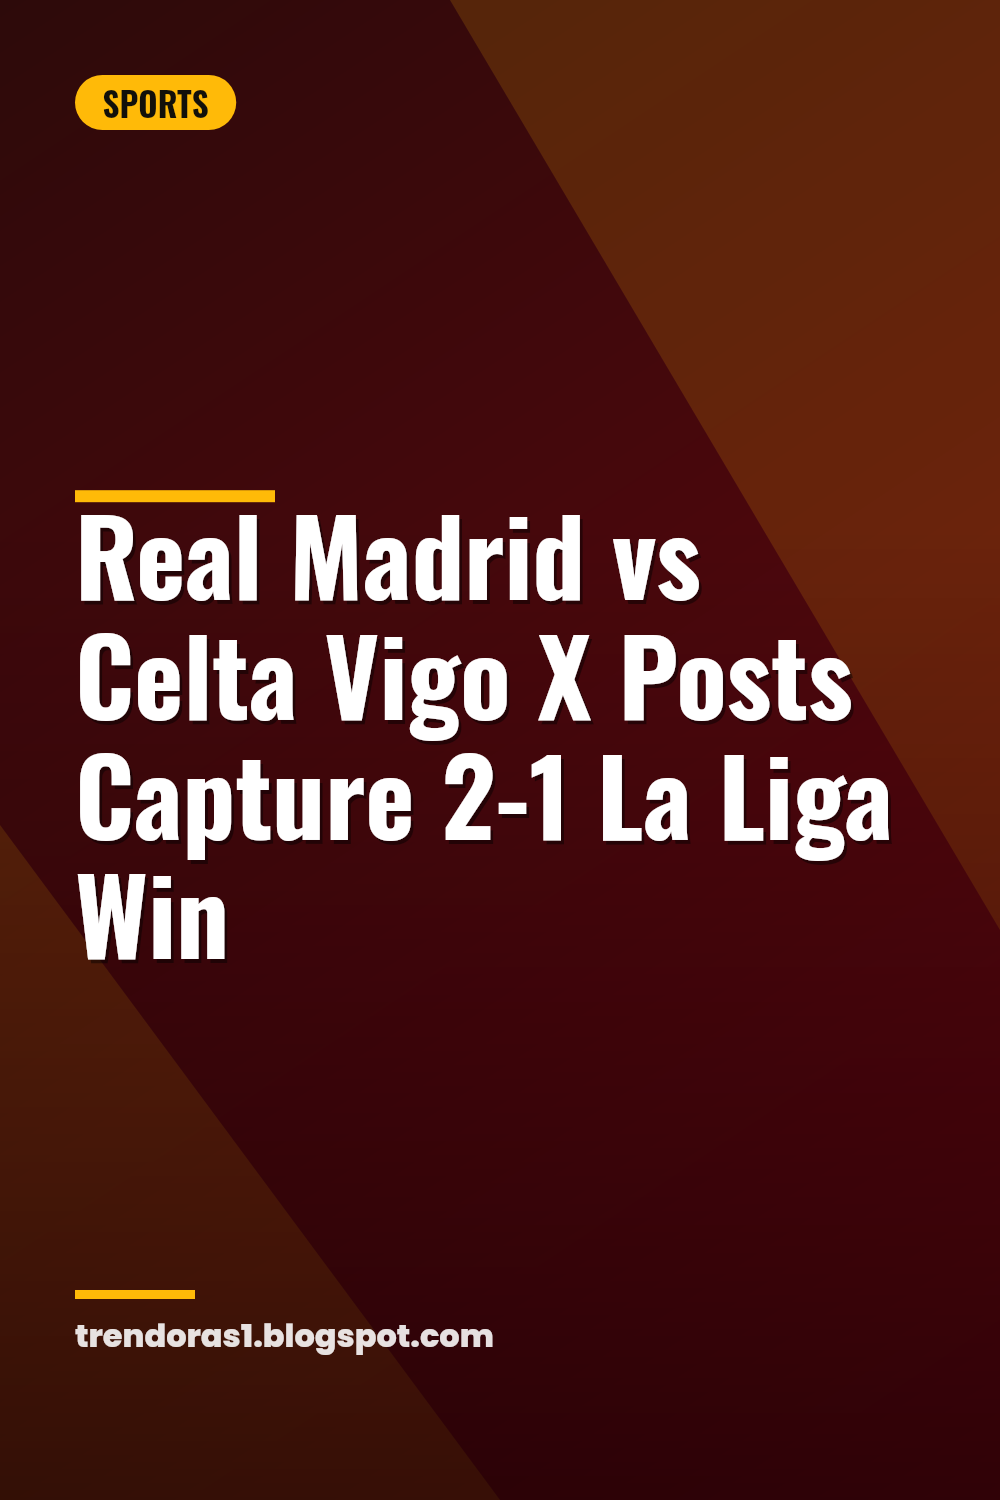 SPORTS
Real Madrid vs
Celta Vigo X Posts
Capture 2-1 La Liga
Win
trendoras1.blogspot.com